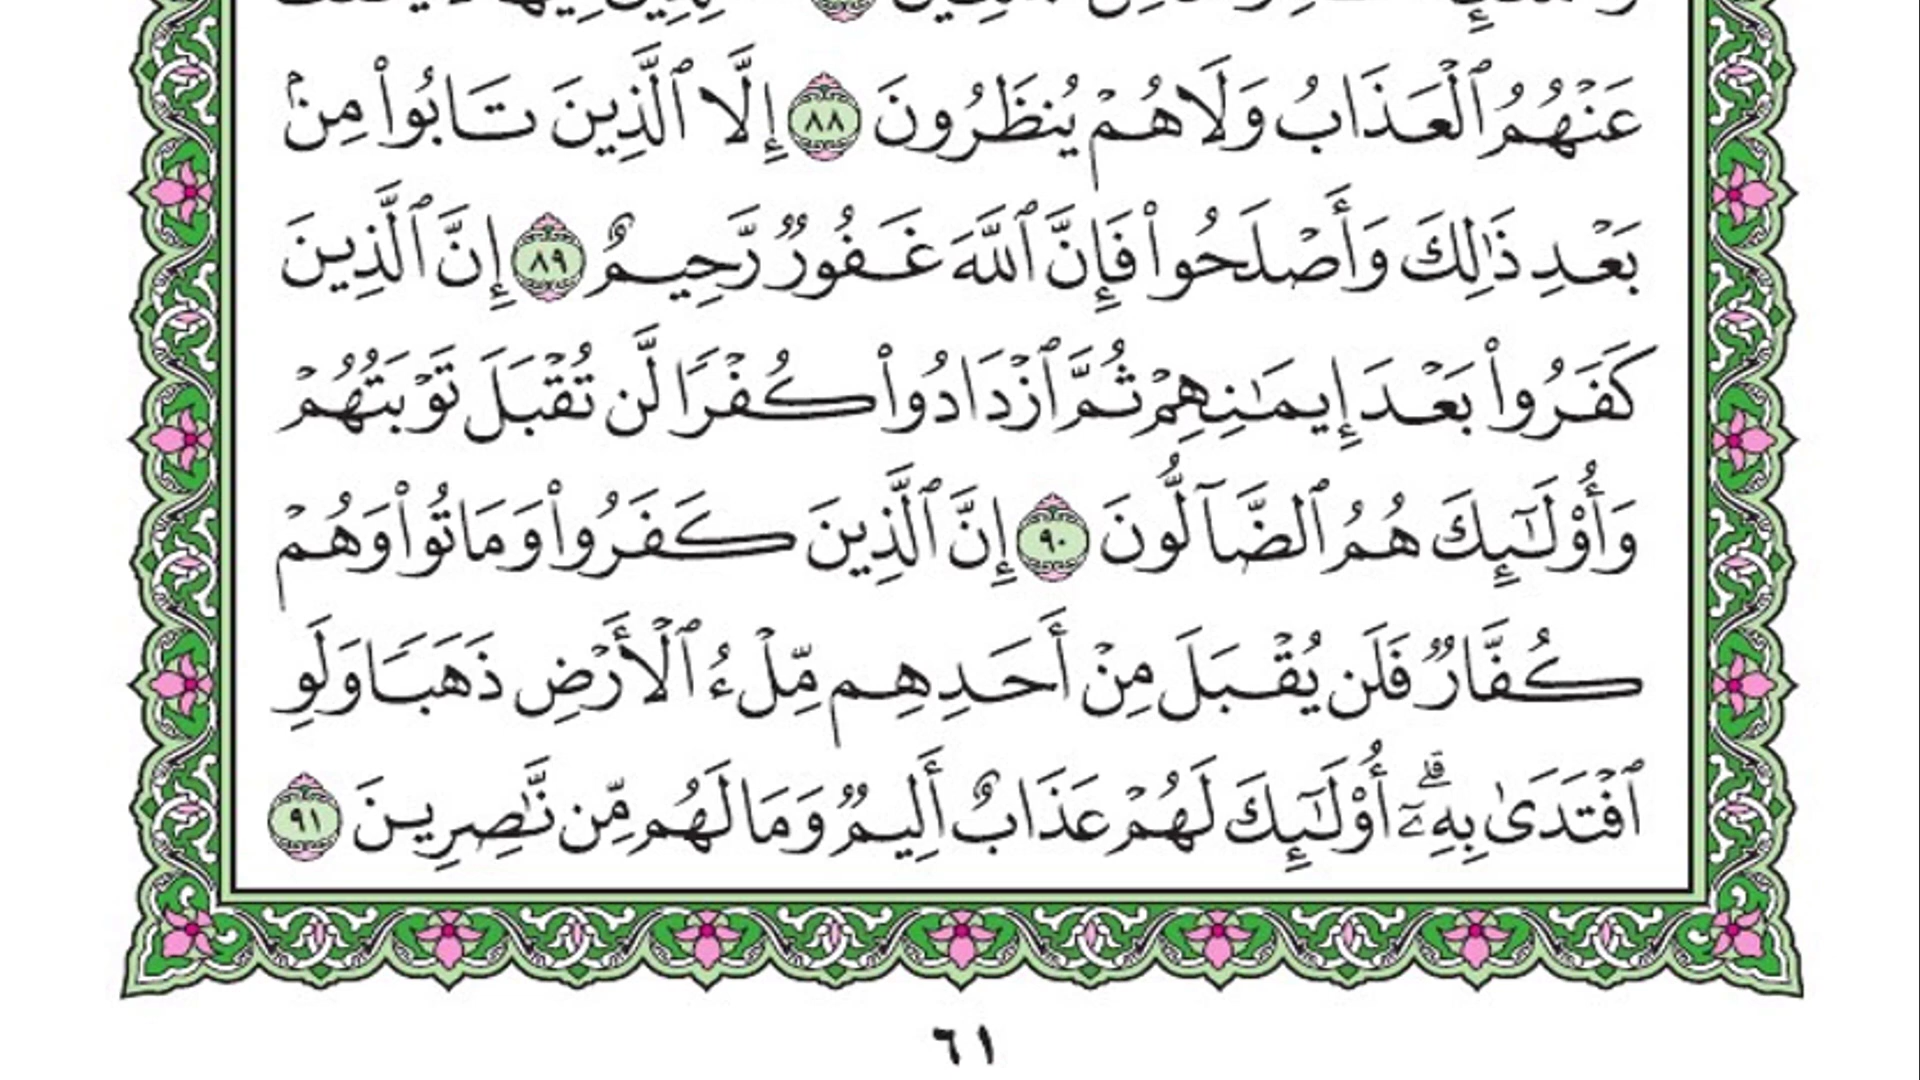 عَنْهُمُ ٱلْعَذَابُ وَلَا هُمْ يُنظَرُونَ ٨٨ إِلَّا ٱلَّذِينَ تَابُوا۟ مِنۢ
بَعْدِ ذَٰلِكَ وَأَصْلَحُوا۟ فَإِنَّ ٱللَّهَ غَفُورٌ رَّحِيمٌ ٨٩ إِنَّ ٱلَّذِينَ
كَفَرُوا۟ بَعْدَ إِيمَـٰنِهِمْ ثُمَّ ٱزْدَادُوا۟ كُفْرًا لَّن تُقْبَلَ تَوْبَتُهُمْ
وَأُو۟لَـٰٓئِكَ هُمُ ٱلضَّآلُّونَ ٩٠ إِنَّ ٱلَّذِينَ كَفَرُوا۟ وَمَاتُوا۟ وَهُمْ
كُفَّارٌ فَلَن يُقْبَلَ مِنْ أَحَدِهِم مِّلْءُ ٱلْأَرْضِ ذَهَبًا وَلَوِ
ٱفْتَدَىٰ بِهِۦٓ ۗ أُو۟لَـٰٓئِكَ لَهُمْ عَذَابٌ أَلِيمٌ وَمَا لَهُم مِّن نَّـٰصِرِينَ ٩١
٦١